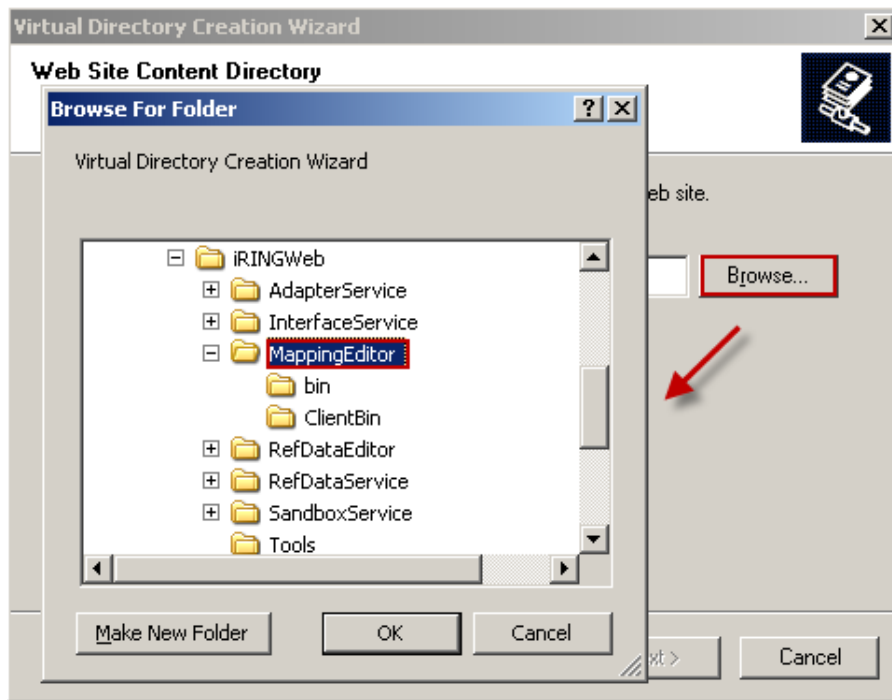 Virtual Directory Creation Wizard
Web Site Content Directory
Browse For Folder
Virtual Directory Creation Wizard
eb site.
iRINGWeb
Browse...
AdapterService
InterfaceService
MappingEditor
bin
ClientBin
RefDataEditor
RefDataService
SandboxService
Tools
Make New Folder OK Cancel
xt > Cancel